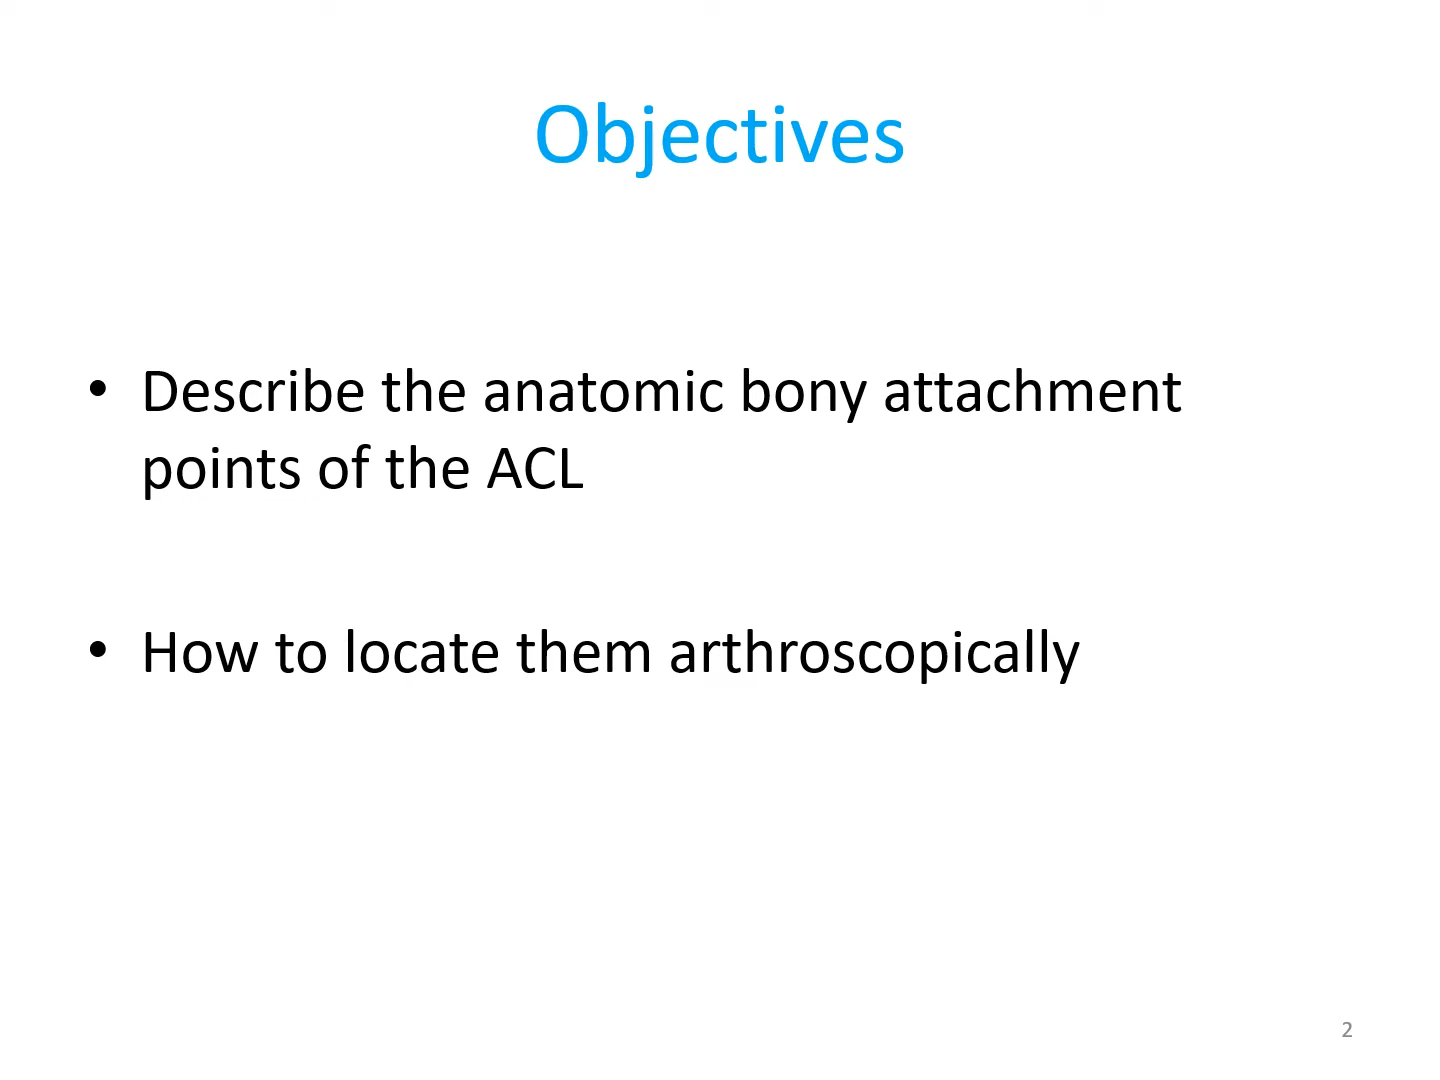 Objectives
• Describe the anatomic bony attachment
points of the ACL
• How to locate them arthroscopically
2